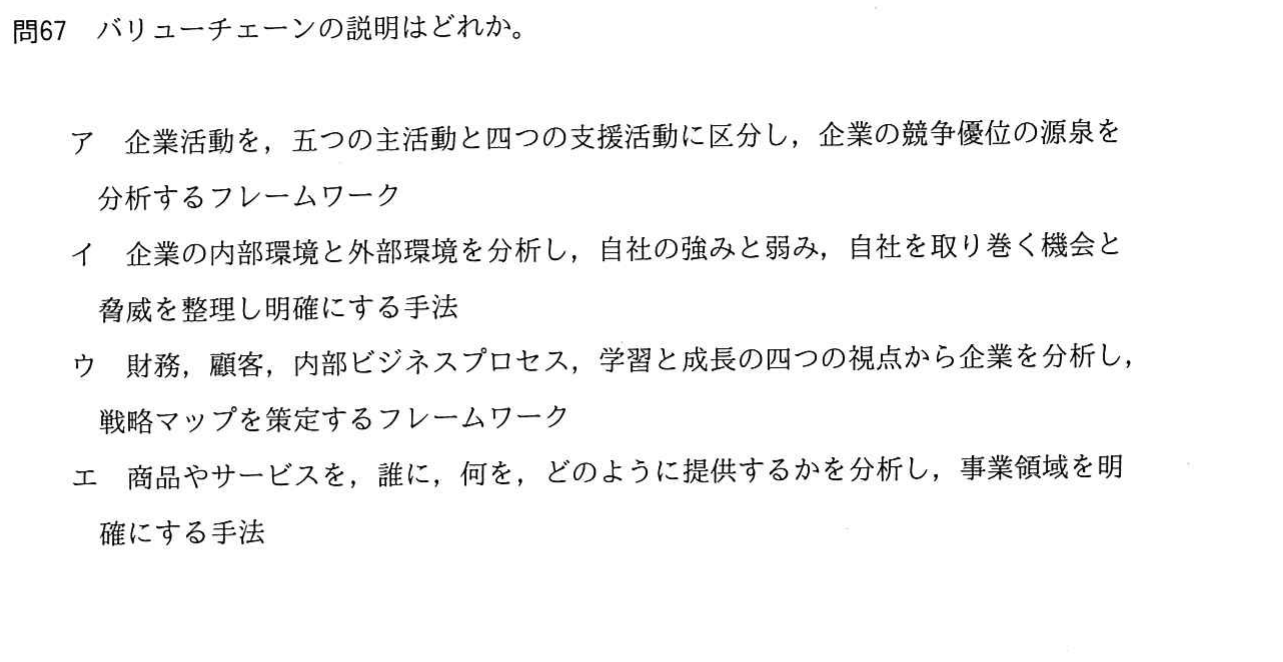 問67 バリューチェーンの説明はどれか。
ア 企業活動を，五つの主活動と四つの支援活動に区分し，企業の競争優位の源泉を
分析するフレームワーク
イ 企業の内部環境と外部環境を分析し，自社の強みと弱み，自社を取り巻く機会と
脅威を整理し明確にする手法
ウ 財務，顧客，内部ビジネスプロセス，学習と成長の四つの視点から企業を分析し，
戦略マップを策定するフレームワーク
エ 商品やサービスを，誰に，何を，どのように提供するかを分析し，事業領域を明
確にする手法